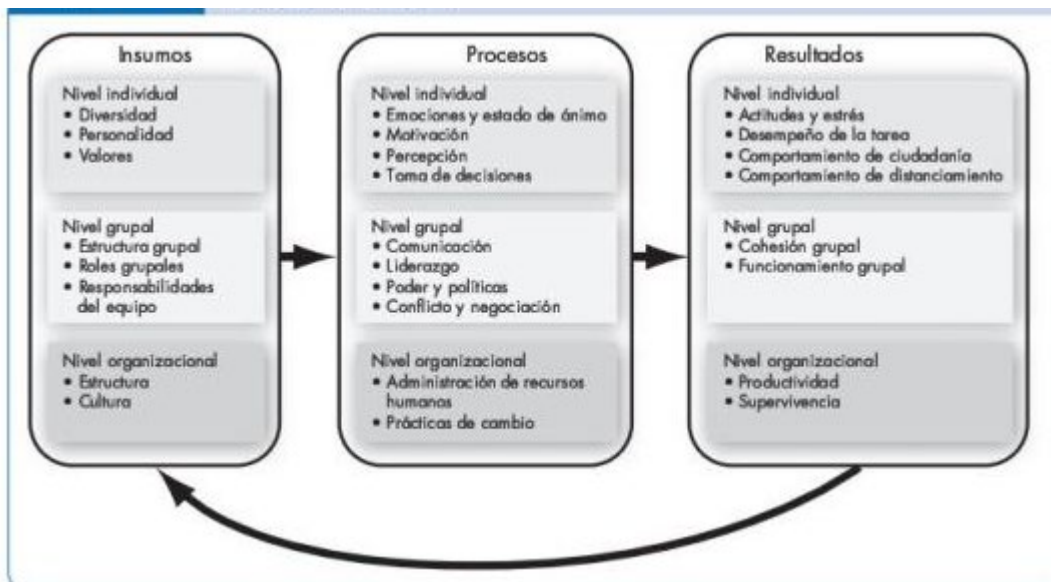 Insumos
Nivel individual
• Diversidad
• Personalidad
• Valores
Nivel grupal
• Estructura grupal
• Roles grupales
• Responsabilidades
del equipo
Nivel organizacional
• Estructura
• Cultura
Procesos
Nivel individual
• Emociones y estado de ánimo
• Motivación
• Percepción
• Toma de decisiones
Nivel grupal
• Comunicación
• Liderazgo
• Poder y políticas
• Conflicto y negociación
Nivel organizacional
• Administración de recursos
humanos
• Prácticas de cambio
Resultados
Nivel individual
• Actitudes y estrés
• Desempeño de la tarea
• Comportamiento de ciudadanía
• Comportamiento de distanciamiento
Nivel grupal
• Cohesión grupal
• Funcionamiento grupal
Nivel organizacional
• Productividad
• Supervivencia